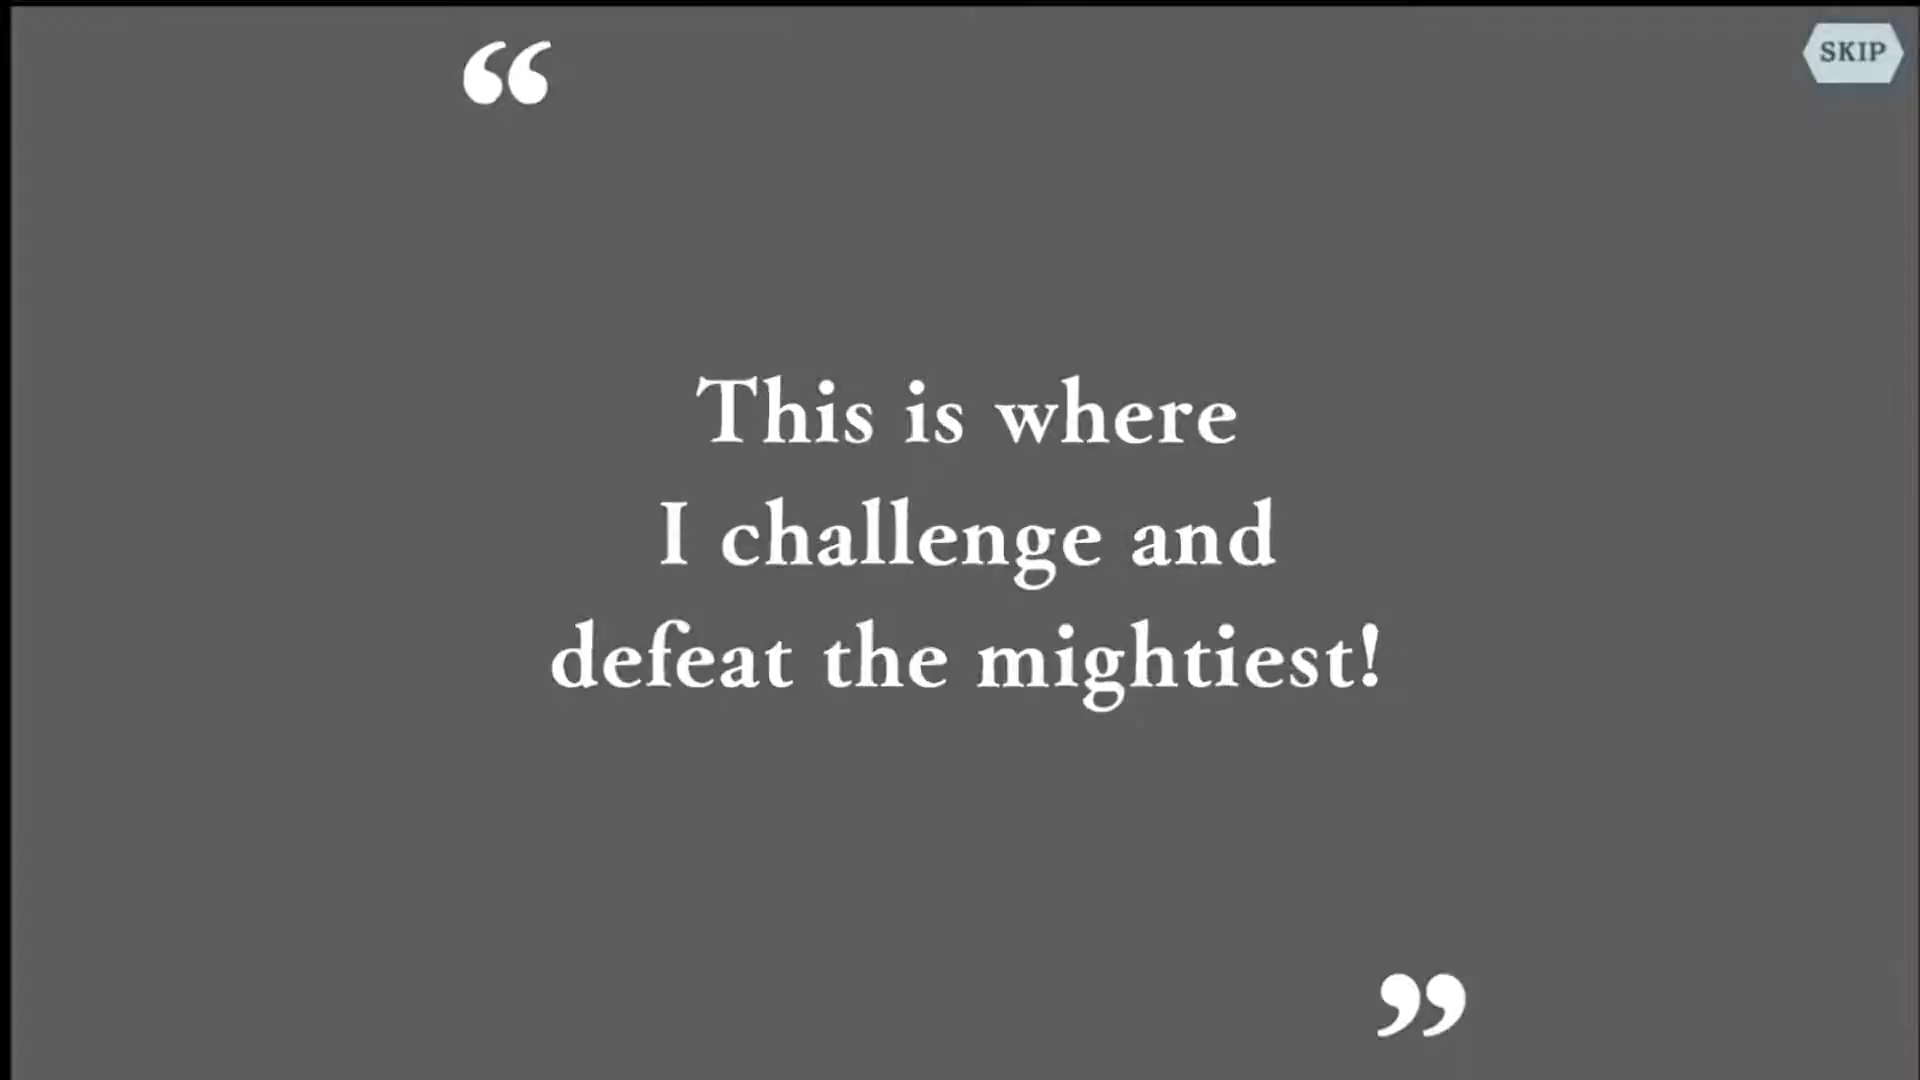 SKIP
“
This is where
I challenge and
defeat the mightiest!
”